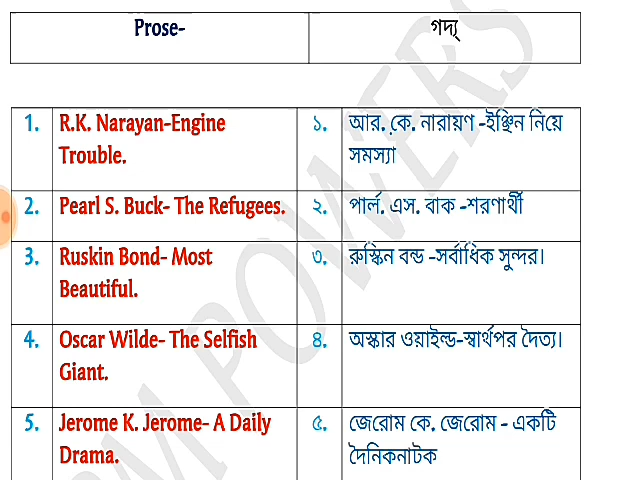 Prose- গদ্য্
1. R.K. Narayan-Engine Trouble. ১. আর. কে. নারায়ণ -ইঞ্জিন নিয়ে সমস্যা
2. Pearl S. Buck- The Refugees. ২. পার্ল. এস. বাক -শরণার্থী
3. Ruskin Bond- Most Beautiful. ৩. রুস্কিন বন্ড -সর্বাধিক সুন্দর।
4. Oscar Wilde- The Selfish Giant. ৪. অস্কার ওয়াইল্ড-স্বার্থপর দৈত্য।
5. Jerome K. Jerome- A Daily Drama. ৫. জেরোম কে. জেরোম - একটি দৈনিকনাটক